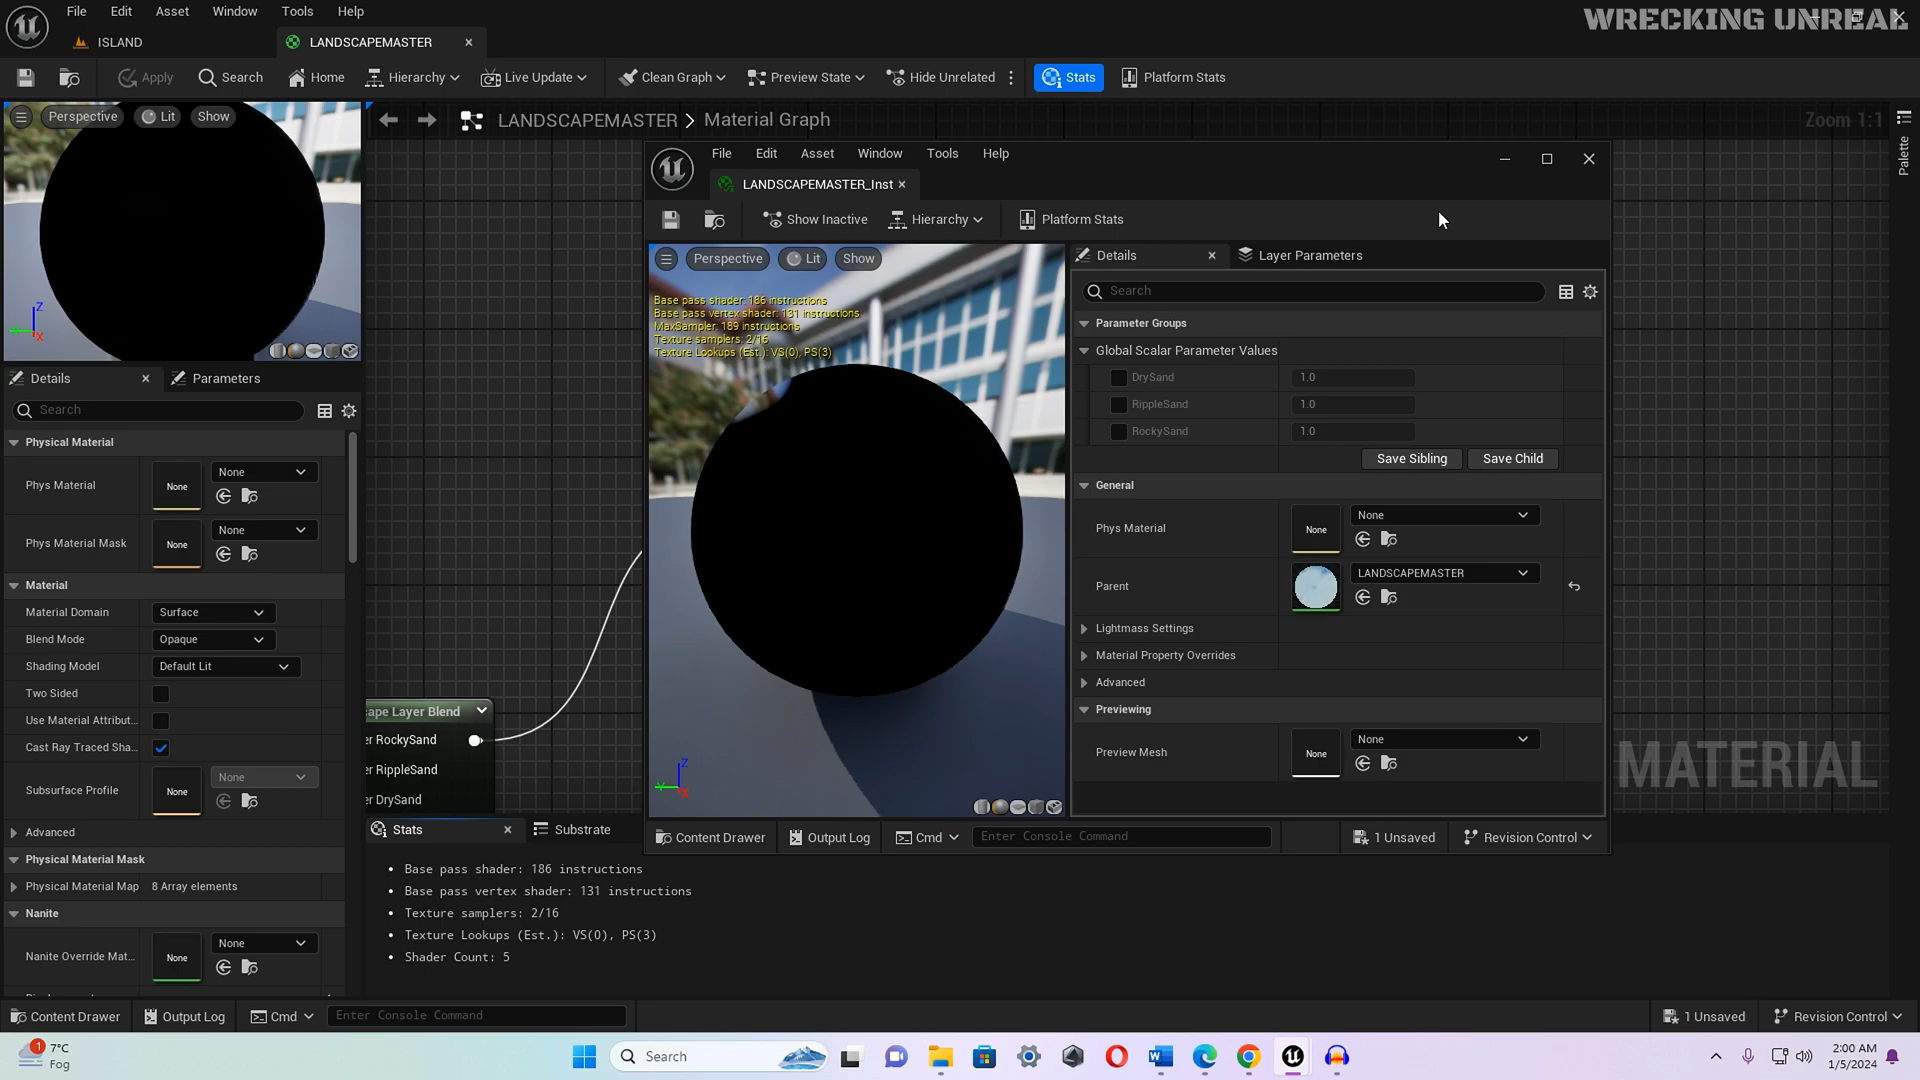 File Edit Asset Window Tools Help
WRECKING UNREAL
ISLAND
LANDSCAPEMASTER
Apply Search Home Hierarchy Live Update Clean Graph Preview State Hide Unrelated Stats Platform Stats
Perspective Lit Show
LANDSCAPEMASTER > Material Graph
Zoom 1:1
Palette
File Edit Asset Window Tools Help
LANDSCAPEMASTER_Inst
Show Inactive Hierarchy Platform Stats
Perspective Lit Show
Base pass shader: 186 instructions
Base pass vertex shader: 131 instructions
MaxSampler: 189 instructions
Texture samplers: 2/16
Texture Lookups (Est.): VS(0), PS(3)
Details Layer Parameters
Search
Parameter Groups
Global Scalar Parameter Values
DrySand 1.0
RippleSand 1.0
RockySand 1.0
Save Sibling Save Child
General
Phys Material None None
Parent LANDSCAPEMASTER
Lightmass Settings
Material Property Overrides
Advanced
Previewing
Preview Mesh None None
Z
Y
X
Content Drawer Output Log Cmd Enter Console Command 1 Unsaved Revision Control
Z
X
Details Parameters
Search
Physical Material
Phys Material None None
Phys Material Mask None None
Material
Material Domain Surface
Blend Mode Opaque
Shading Model Default Lit
Two Sided
Use Material Attribut...
Cast Ray Traced Sha...
Subsurface Profile None None
Advanced
Physical Material Mask
Physical Material Map 8 Array elements
Nanite
Nanite Override Mat... None None
cape Layer Blend
er RockySand
er RippleSand
er DrySand
MATERIAL
Stats Substrate
• Base pass shader: 186 instructions
• Base pass vertex shader: 131 instructions
• Texture samplers: 2/16
• Texture Lookups (Est.): VS(0), PS(3)
• Shader Count: 5
Content Drawer Output Log Cmd Enter Console Command 1 Unsaved Revision Control
1
7°C
Fog
Search
2:00 AM
1/5/2024